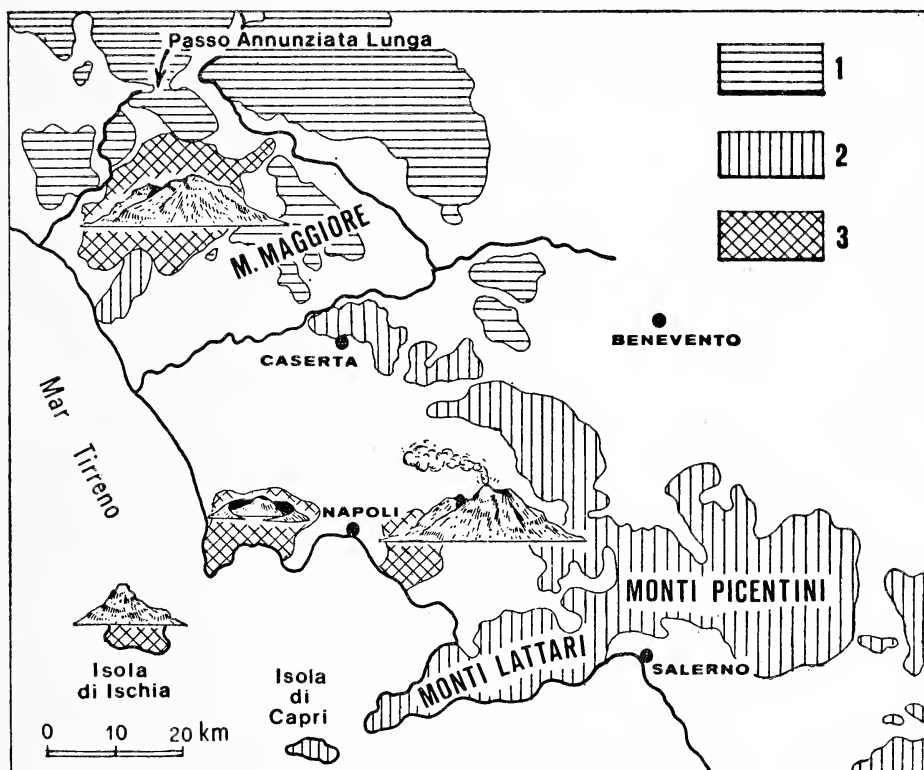 Passo Annunziata Lunga
1
2
3
M. MAGGIORE
BENEVENTO
CASERTA
Mar Tirreno
NAPOLI
MONTI PICENTINI
MONTI LATTARI
SALERNO
Isola
di Ischia
Isola
di
Capri
0 10 20 km